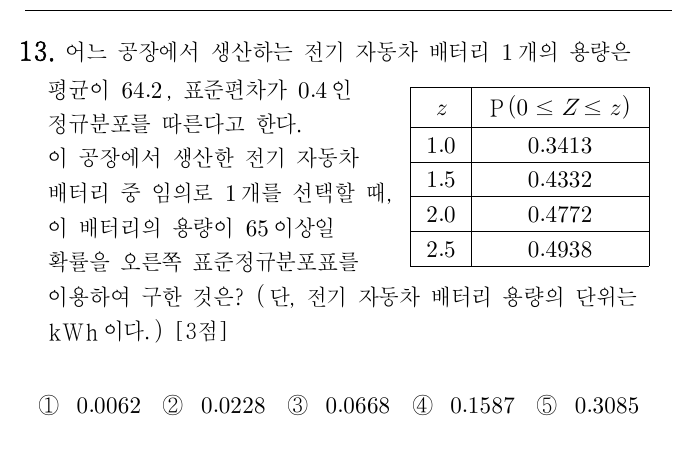 13. 어느 공장에서 생산하는 전기 자동차 배터리 1개의 용량은
평균이 64.2, 표준편차가 0.4인
정규분포를 따른다고 한다.
이 공장에서 생산한 전기 자동차
배터리 중 임의로 1개를 선택할 때,
이 배터리의 용량이 65 이상일
확률을 오른쪽 표준정규분포표를
이용하여 구한 것은? (단, 전기 자동차 배터리 용량의 단위는
kWh이다.) [3점]
z P(0 ≤ Z ≤ z)
1.0 0.3413
1.5 0.4332
2.0 0.4772
2.5 0.4938
① 0.0062 ② 0.0228 ③ 0.0668 ④ 0.1587 ⑤ 0.3085